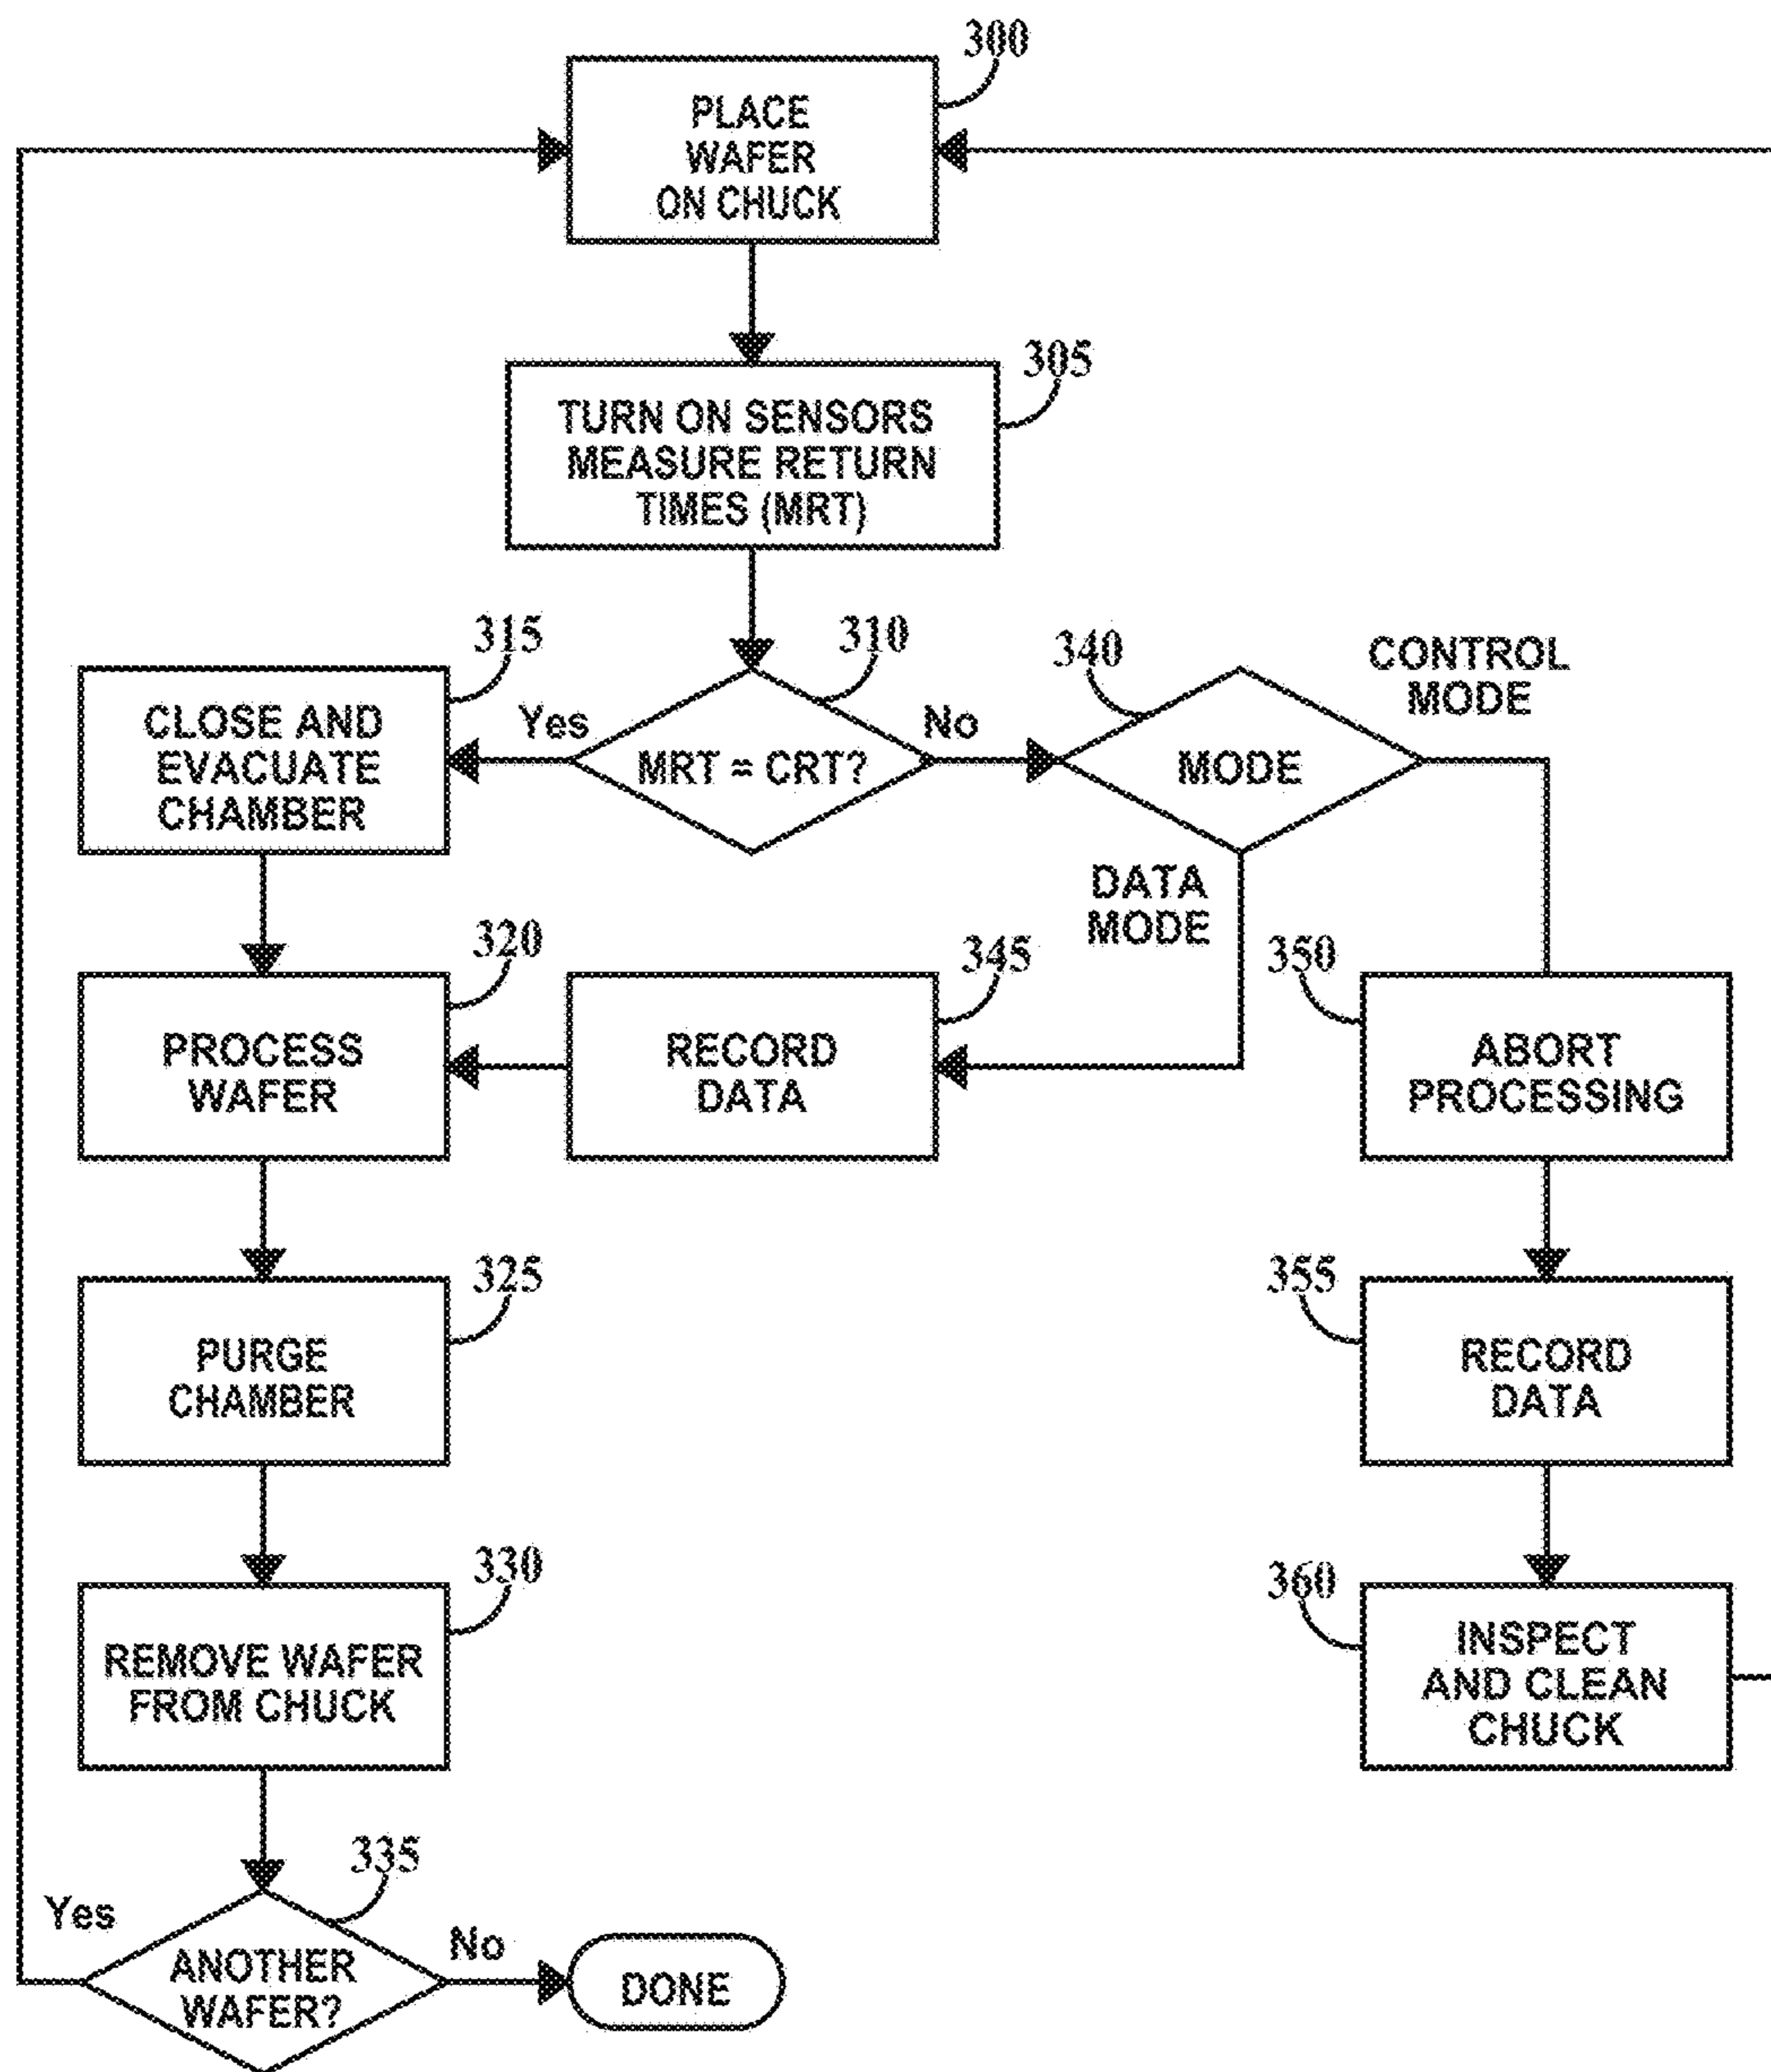 300
PLACE
WAFER
ON CHUCK
305
TURN ON SENSORS
MEASURE RETURN
TIMES (MRT)
315
310
340
CONTROL
MODE
CLOSE AND
EVACUATE
CHAMBER
Yes
MRT = CRT?
No
MODE
DATA
MODE
320
345
350
PROCESS
WAFER
RECORD
DATA
ABORT
PROCESSING
325
355
PURGE
CHAMBER
RECORD
DATA
330
360
REMOVE WAFER
FROM CHUCK
INSPECT
AND CLEAN
CHUCK
335
Yes
ANOTHER
WAFER?
No
DONE